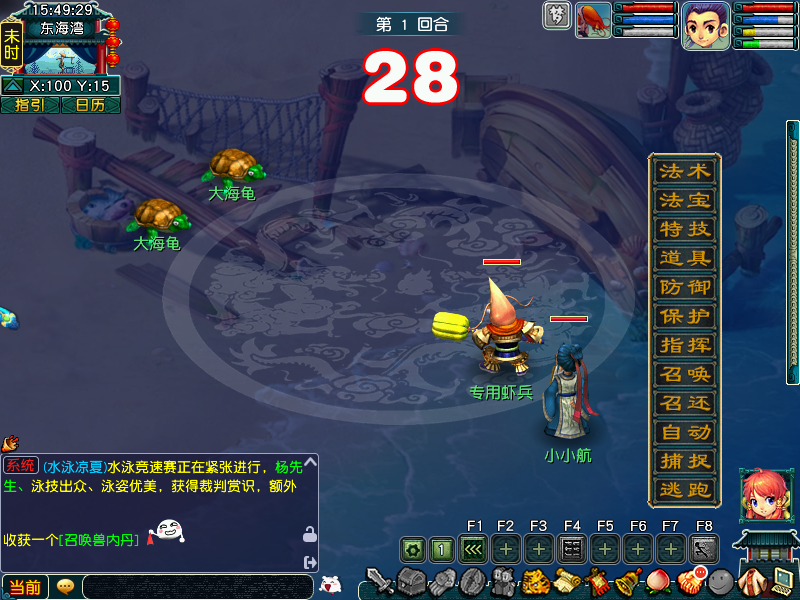 15:49:29
东海湾
未时
X:100 Y:15
指引 日历
第 1 回合
28
梦
大海龟
大海龟
专用虾兵
小小航
法术
法宝
特技
道具
防御
保护
指挥
召唤
召还
自动
捕捉
逃跑
系统 (水泳凉夏)水泳竞速赛正在紧张进行，杨先
生、泳技出众、泳姿优美，获得裁判赏识，额外
收获一个[召唤兽内丹]
F1 F2 F3 F4 F5 F6 F7 F8
1
当前